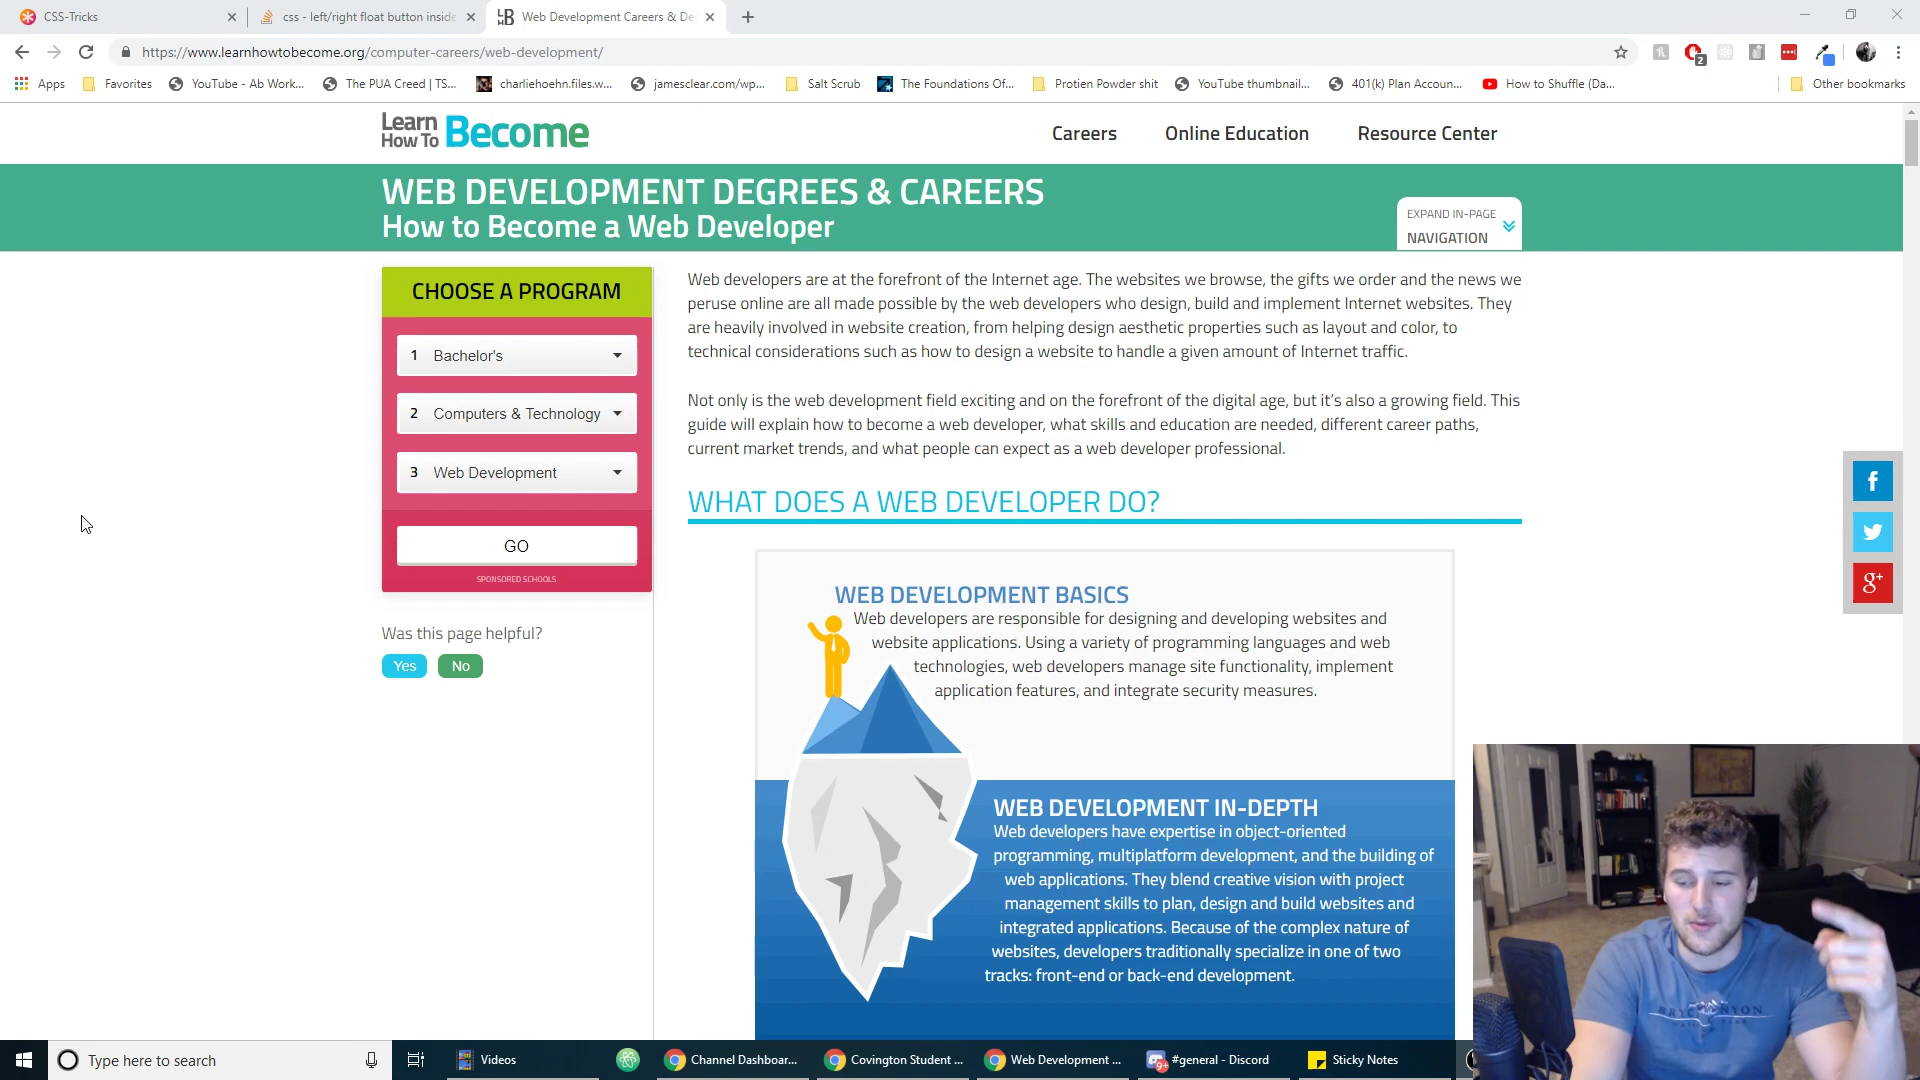 CSS-Tricks
css - left/right float button inside
Web Development Careers & De
https://www.learnhowtobecome.org/computer-careers/web-development/
2
Apps
Favorites
YouTube - Ab Work...
The PUA Creed | TS...
charliehoehn.files.w...
jamesclear.com/wp...
Salt Scrub
The Foundations Of...
Protien Powder shit
YouTube thumbnail...
401(k) Plan Accoun...
How to Shuffle (Da...
Other bookmarks
Learn
How To Become
Careers
Online Education
Resource Center
WEB DEVELOPMENT DEGREES & CAREERS
How to Become a Web Developer
EXPAND IN-PAGE
NAVIGATION
CHOOSE A PROGRAM
1 Bachelor's
2 Computers & Technology
3 Web Development
GO
SPONSORED SCHOOLS
Was this page helpful?
Yes
No
Web developers are at the forefront of the Internet age. The websites we browse, the gifts we order and the news we
peruse online are all made possible by the web developers who design, build and implement Internet websites. They
are heavily involved in website creation, from helping design aesthetic properties such as layout and color, to
technical considerations such as how to design a website to handle a given amount of Internet traffic.
Not only is the web development field exciting and on the forefront of the digital age, but it’s also a growing field. This
guide will explain how to become a web developer, what skills and education are needed, different career paths,
current market trends, and what people can expect as a web developer professional.
WHAT DOES A WEB DEVELOPER DO?
WEB DEVELOPMENT BASICS
Web developers are responsible for designing and developing websites and
website applications. Using a variety of programming languages and web
technologies, web developers manage site functionality, implement
application features, and integrate security measures.
WEB DEVELOPMENT IN-DEPTH
Web developers have expertise in object-oriented
programming, multiplatform development, and the building of
web applications. They blend creative vision with project
management skills to plan, design and build websites and
integrated applications. Because of the complex nature of
websites, developers traditionally specialize in one of two
tracks: front-end or back-end development.
f
g+
Type here to search
Videos
Channel Dashboar...
Covington Student ...
Web Development ...
9+
#general - Discord
Sticky Notes